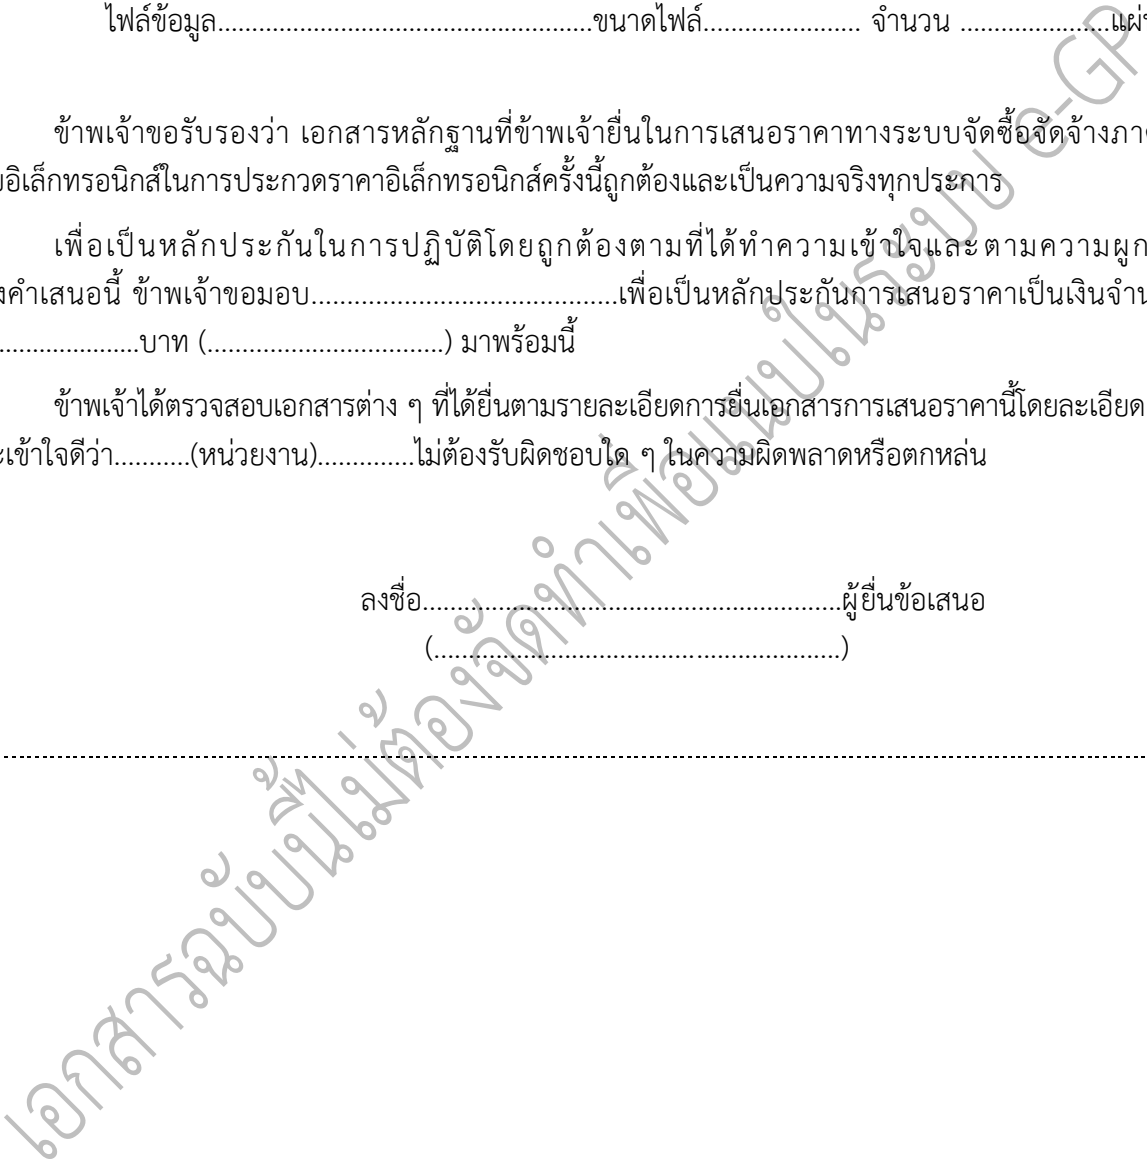 ไฟล์ข้อมูล......................................................ขนาดไฟล์....................... จำนวน ......................แผ่
ข้าพเจ้าขอรับรองว่า เอกสารหลักฐานที่ข้าพเจ้ายื่นในการเสนอราคาทางระบบจัดซื้อจัดจ้างภา
อิเล็กทรอนิกส์ในการประกวดราคาอิเล็กทรอนิกส์ครั้งนี้ถูกต้องและเป็นความจริงทุกประการ
เพื่อเป็นหลักประกันในการปฏิบัติโดยถูกต้องตามที่ได้ทำความเข้าใจและ ตามความผูก
งคำเสนอนี้ ข้าพเจ้าขอมอบ.............................................เพื่อเป็นหลักประกันการเสนอราคาเป็นเงินจำน
......................บาท (..................................) มาพร้อมนี้
ข้าพเจ้าได้ตรวจสอบเอกสารต่าง ๆ ที่ได้ยื่นตามรายละเอียดการยื่นเอกสารการเสนอราคานี้โดยละเอียด
ะเข้าใจดีว่า...........(หน่วยงาน)..............ไม่ต้องรับผิดชอบใด ๆ ในความผิดพลาดหรือตกหล่น
ลงชื่อ.............................................................ผู้ยื่นข้อเสนอ
(...........................................................)
เอกสารฉบับนี้ไม่ต้องจัดทำเพื่อแนบในระบบ e-GP